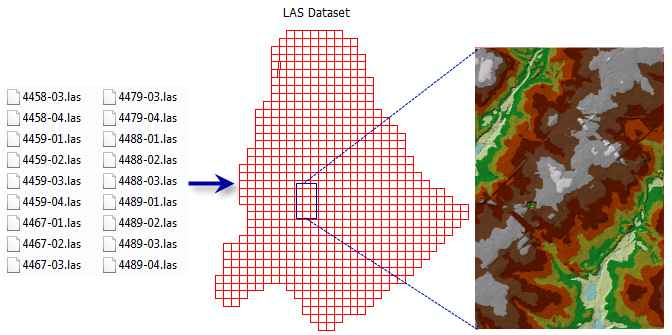 LAS Dataset
4458-03.las
4458-04.las
4459-01.las
4459-02.las
4459-03.las
4459-04.las
4467-01.las
4467-02.las
4467-03.las
4479-03.las
4479-04.las
4488-01.las
4488-02.las
4488-03.las
4489-01.las
4489-02.las
4489-03.las
4489-04.las